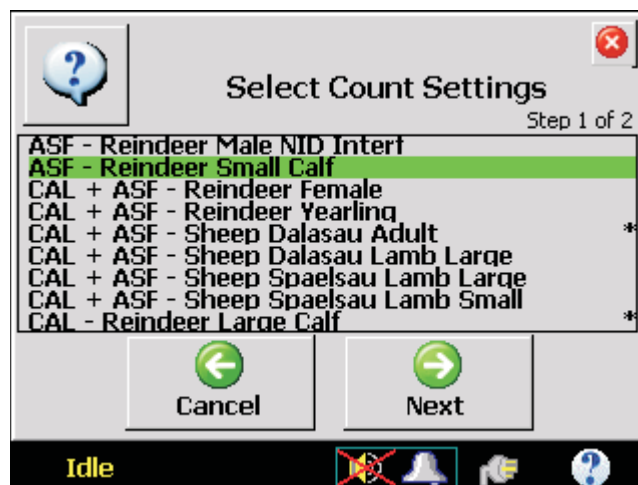 Select Count Settings
Step 1 of 2
ASF - Reindeer Male NID Intert
ASF - Reindeer Small Calf
CAL + ASF - Reindeer Female
CAL + ASF - Reindeer Yearling
CAL + ASF - Sheep Dalasau Adult *
CAL + ASF - Sheep Dalasau Lamb Large
CAL + ASF - Sheep Spaelsau Lamb Large
CAL + ASF - Sheep Spaelsau Lamb Small
CAL - Reindeer Large Calf *
Cancel Next
Idle